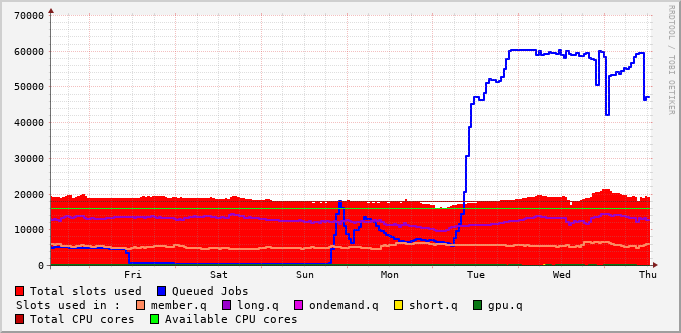 70000
60000
50000
40000
30000
20000
10000
0
Fri Sat Sun Mon Tue Wed Thu
RRDTOOL / TOBI OETIKER
Total slots used Queued Jobs
Slots used in : member.q long.q ondemand.q short.q gpu.q
Total CPU cores Available CPU cores